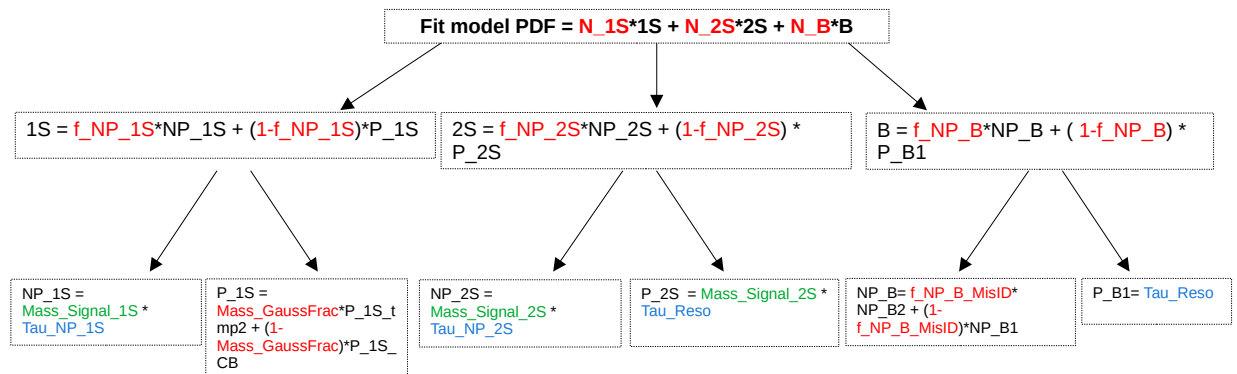 Fit model PDF = N_1S*1S + N_2S*2S + N_B*B
1S = f_NP_1S*NP_1S + (1-f_NP_1S)*P_1S
2S = f_NP_2S*NP_2S + (1-f_NP_2S) *
P_2S
B = f_NP_B*NP_B + ( 1-f_NP_B) *
P_B1
NP_1S =
Mass_Signal_1S *
Tau_NP_1S
P_1S =
Mass_GaussFrac*P_1S_t
mp2 + (1-
Mass_GaussFrac)*P_1S_
CB
NP_2S =
Mass_Signal_2S *
Tau_NP_2S
P_2S = Mass_Signal_2S *
Tau_Reso
NP_B= f_NP_B_MisID*
NP_B2 + (1-
f_NP_B_MisID)*NP_B1
P_B1= Tau_Reso